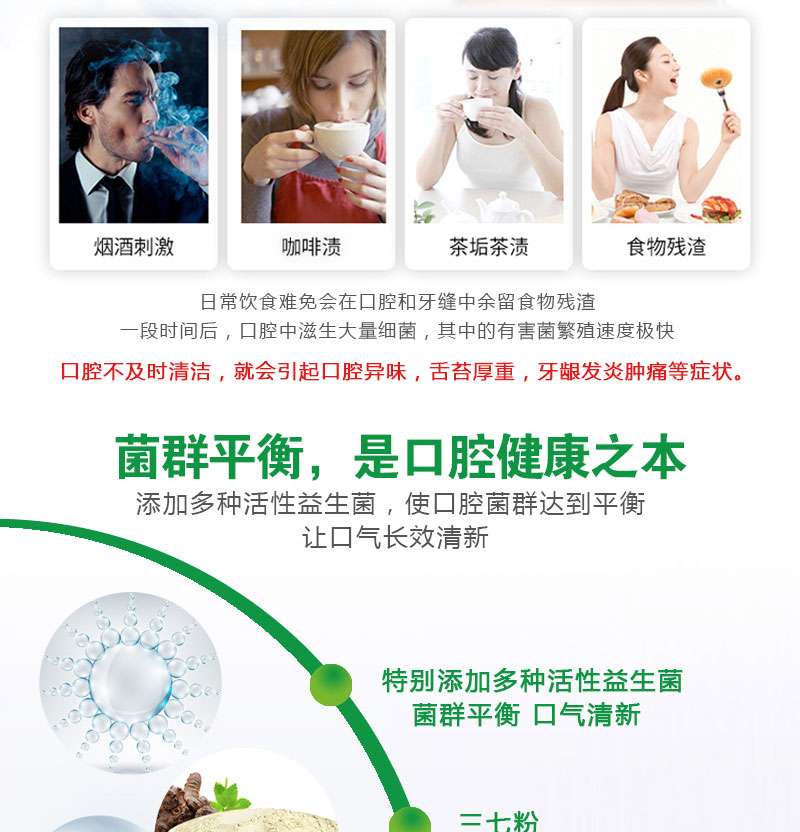 烟酒刺激
咖啡渍
茶垢茶渍
食物残渣
日常饮食难免会在口腔和牙缝中余留食物残渣
一段时间后，口腔中滋生大量细菌，其中的有害菌繁殖速度极快
口腔不及时清洁，就会引起口腔异味，舌苔厚重，牙龈发炎肿痛等症状。
菌群平衡，是口腔健康之本
添加多种活性益生菌，使口腔菌群达到平衡
让口气长效清新
特别添加多种活性益生菌
菌群平衡 口气清新
三七粉